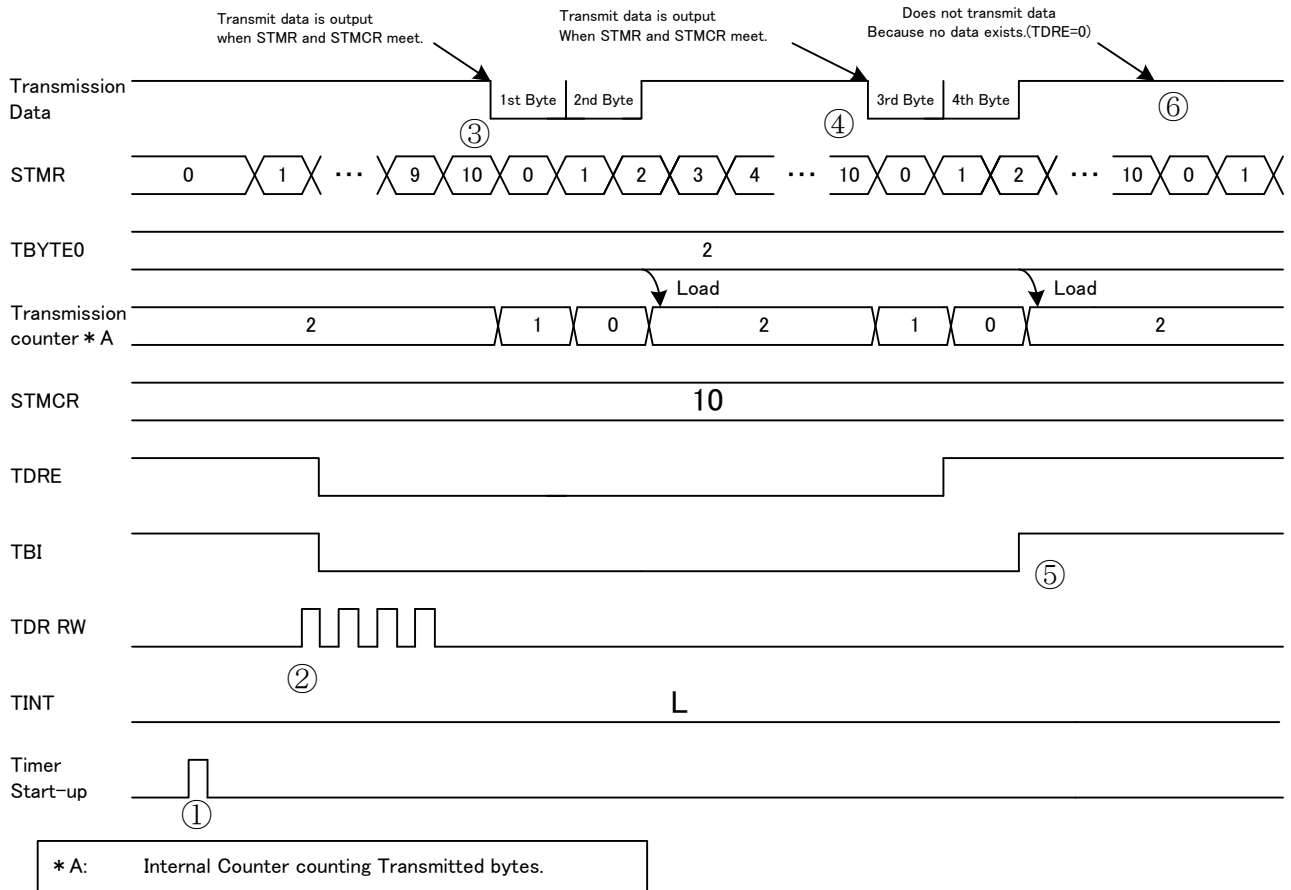 Transmit data is output
when STMR and STMCR meet.
Transmit data is output
When STMR and STMCR meet.
Does not transmit data
Because no data exists.(TDRE=0)
Transmission
Data
1st Byte 2nd Byte
3rd Byte 4th Byte
③
④
⑥
STMR
0 1 ··· 9 10 0 1 2 3 4 ··· 10 0 1 2 ··· 10 0 1
TBYTE0
2
Load
Load
Transmission
counter *A
2 1 0 2 1 0 2
STMCR
10
TDRE
TBI
⑤
TDR RW
②
TINT
L
Timer
Start-up
①
*A: Internal Counter counting Transmitted bytes.